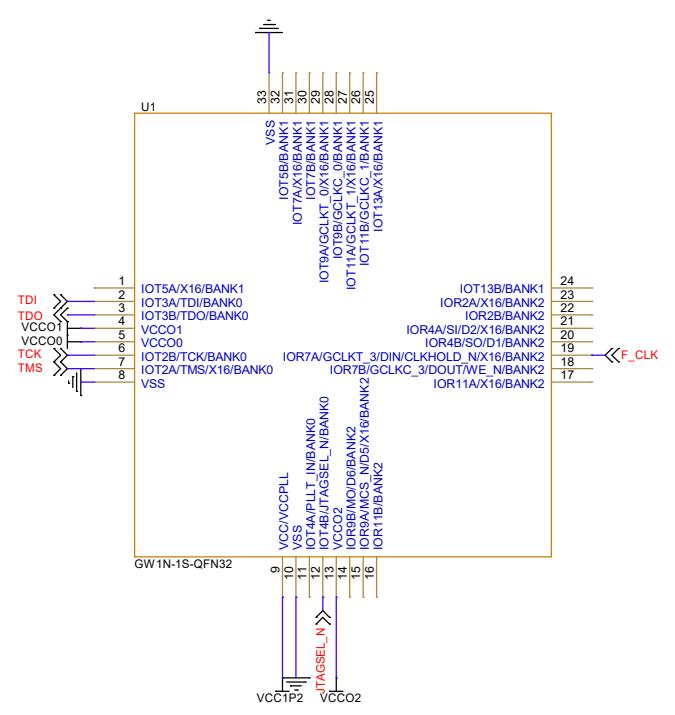 33
32
31
30
29
28
27
26
25
U1
VSS
IOT5B/BANK1
IOT7A/X16/BANK1
IOT7B/BANK1
IOT9A/GCLKT_0/X16/BANK1
IOT9B/GCLKC_0/BANK1
IOT11A/GCLKT_1/X16/BANK1
IOT11B/GCLKC_1/BANK1
IOT13A/X16/BANK1
1 IOT5A/X16/BANK1
TDI 2 IOT3A/TDI/BANK0
TDO 3 IOT3B/TDO/BANK0
VCCO1 4 VCCO1
VCCO0 5 VCCO0
TCK 6 IOT2B/TCK/BANK0
TMS 7 IOT2A/TMS/X16/BANK0
8 VSS
IOT13B/BANK1 24
IOR2A/X16/BANK2 23
IOR2B/BANK2 22
IOR4A/SI/D2/X16/BANK2 21
IOR4B/SO/D1/BANK2 20
IOR7A/GCLKT_3/DIN/CLKHOLD_N/X16/BANK2 19 F_CLK
IOR7B/GCLKC_3/DOUT/WE_N/BANK2 18
IOR11A/X16/BANK2 17
VCC/VCCPLL
VSS
IOT4A/PLLT_IN/BANK0
IOT4B/JTAGSEL_N/BANK0
VCCO2
IOR9B/MO/D6/BANK2
IOR9A/MCS_N/D5/X16/BANK2
IOR11B/BANK2
GW1N-1S-QFN32
9
10
11
12
13
14
15
16
JTAGSEL_N
VCC1P2
VCCO2